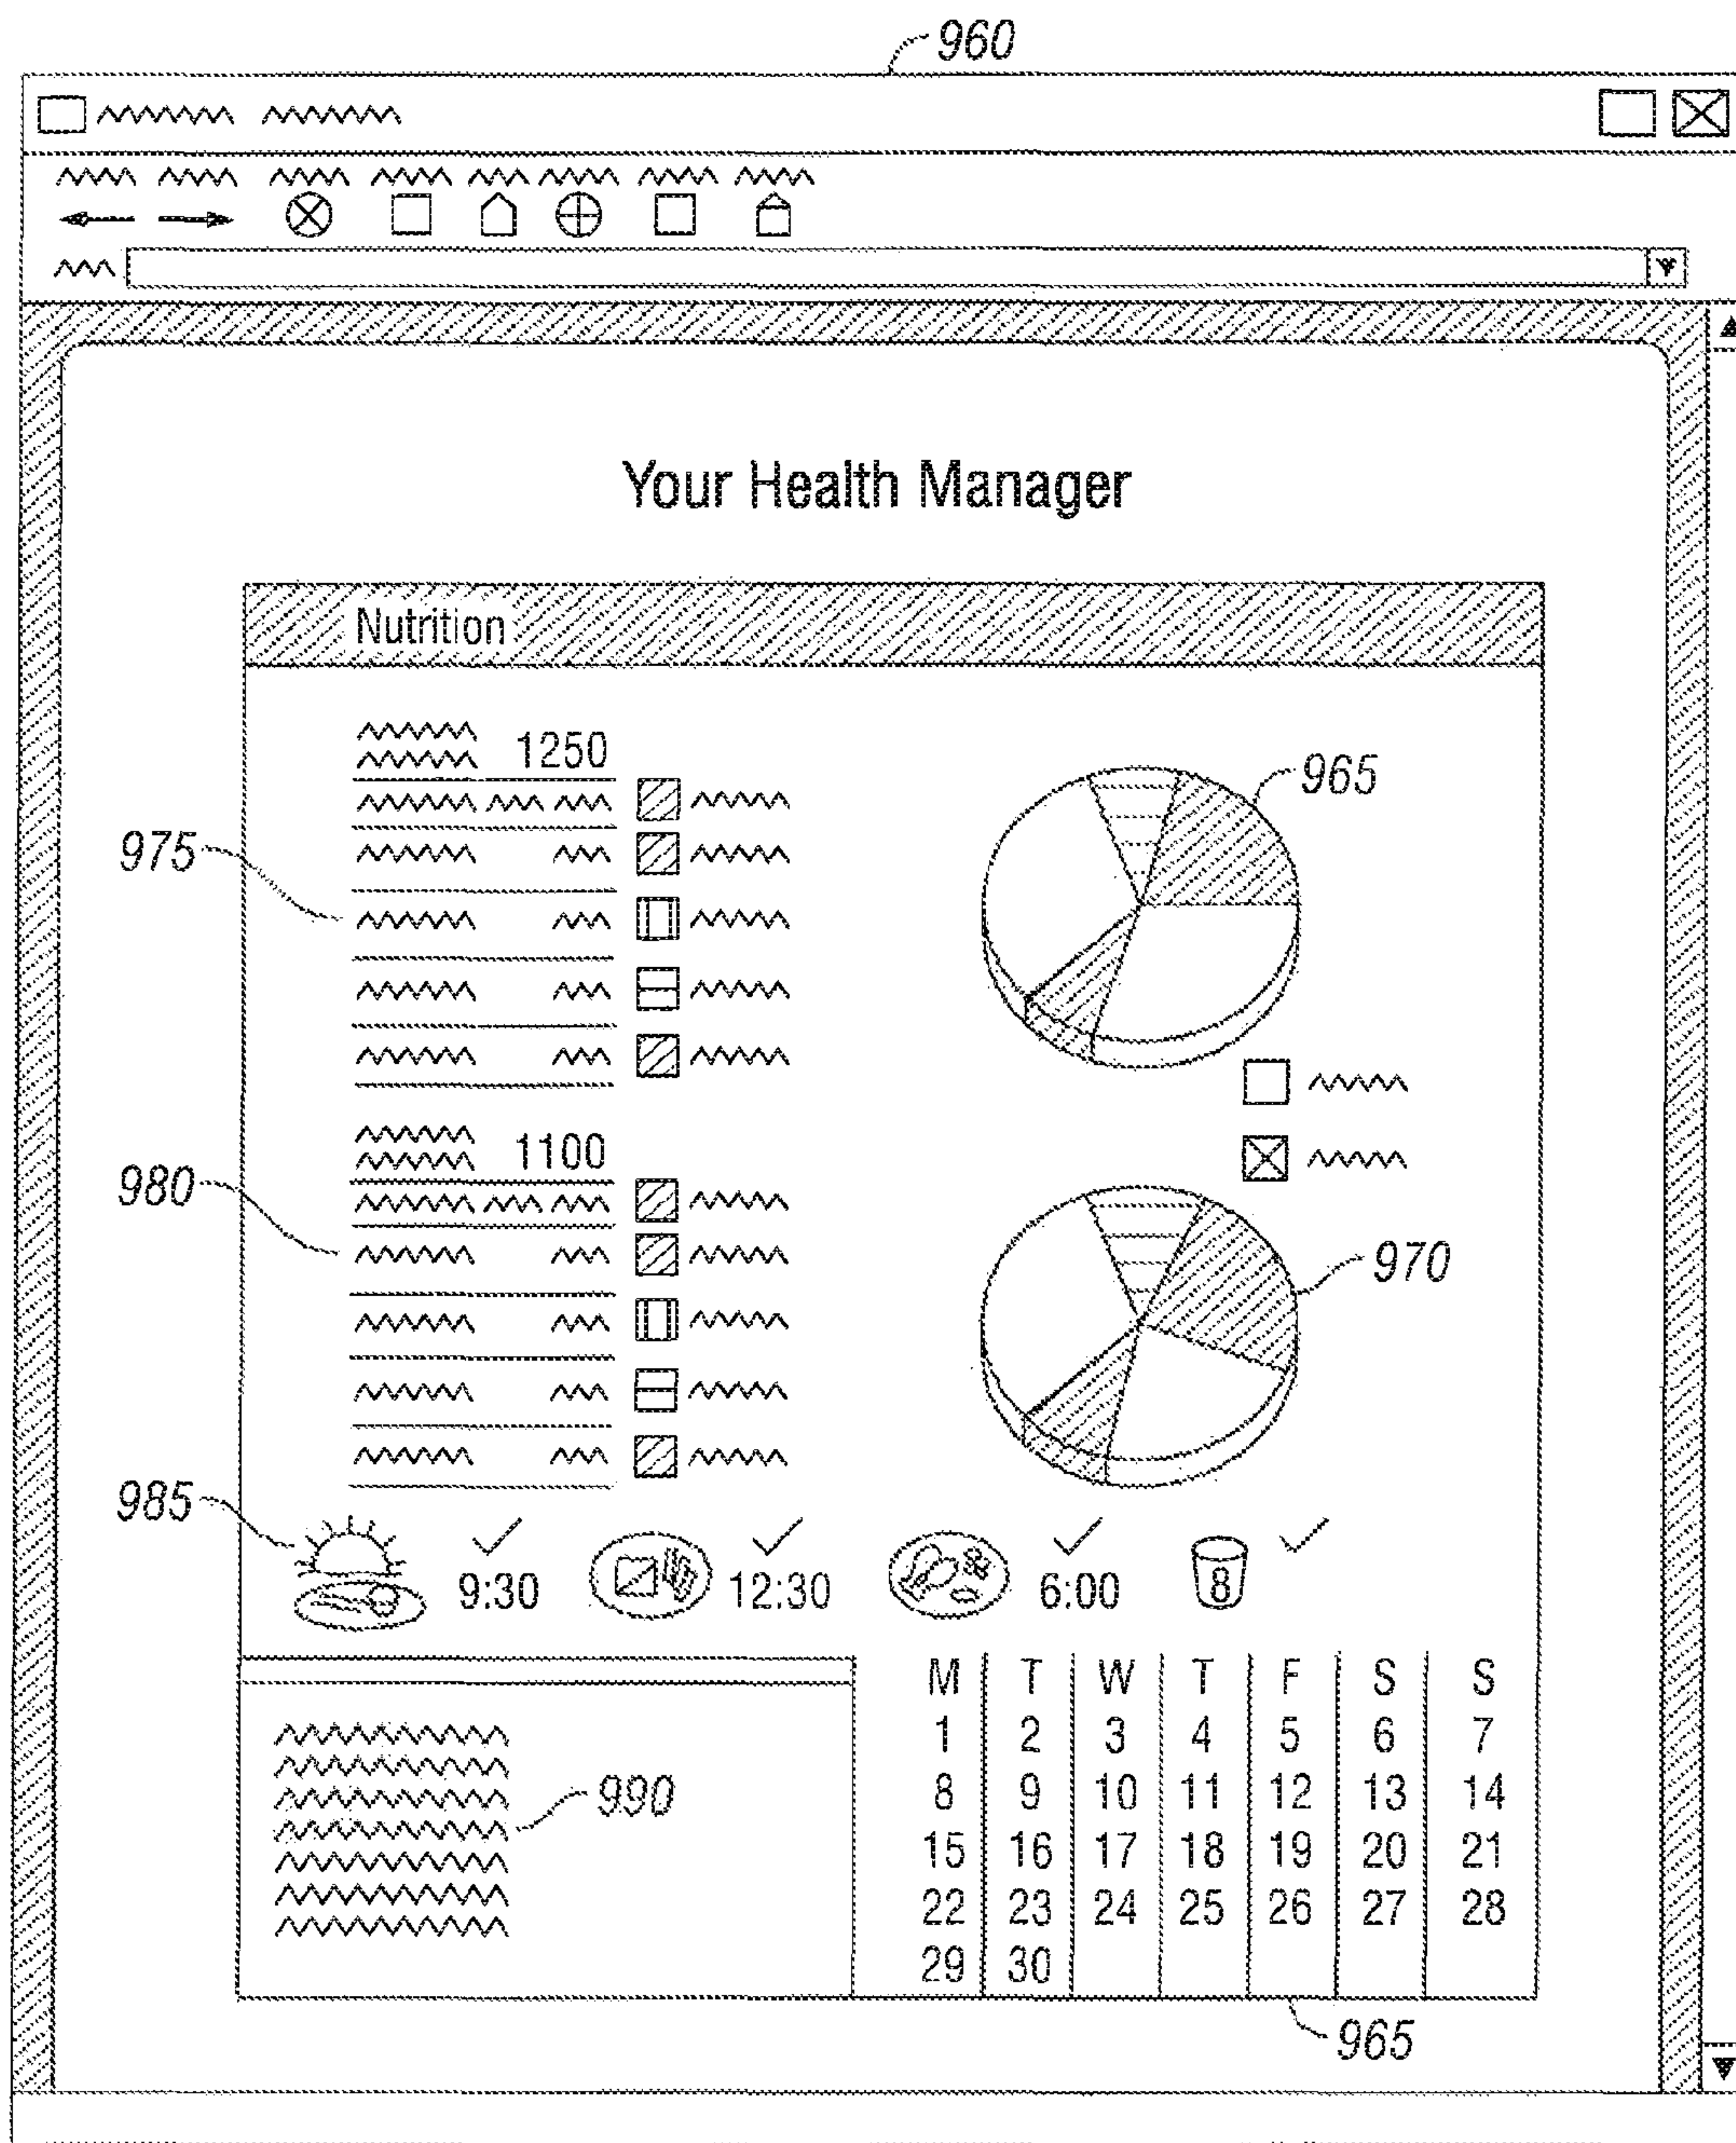 960
Your Health Manager
Nutrition
1250
965
975
1100
980
970
985
9:30 12:30 6:00 8
M T W T F S S
1 2 3 4 5 6 7
990
8 9 10 11 12 13 14
15 16 17 18 19 20 21
22 23 24 25 26 27 28
29 30
965